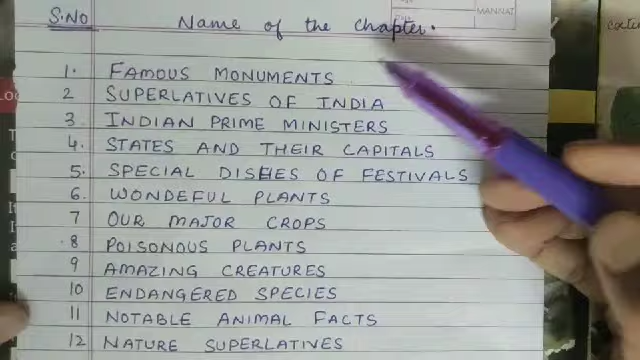 MANNAT
S.No Name of the chapter.
1. FAMOUS MONUMENTS
2 SUPERLATIVES OF INDIA
3. INDIAN PRIME MINISTERS
4. STATES AND THEIR CAPITALS
5. SPECIAL DISHES OF FESTIVALS
6. WONDEFUL PLANTS
7 OUR MAJOR CROPS
8 POISONOUS PLANTS
9 AMAZING CREATURES
10 ENDANGERED SPECIES
11 NOTABLE ANIMAL FACTS
12 NATURE SUPERLATIVES